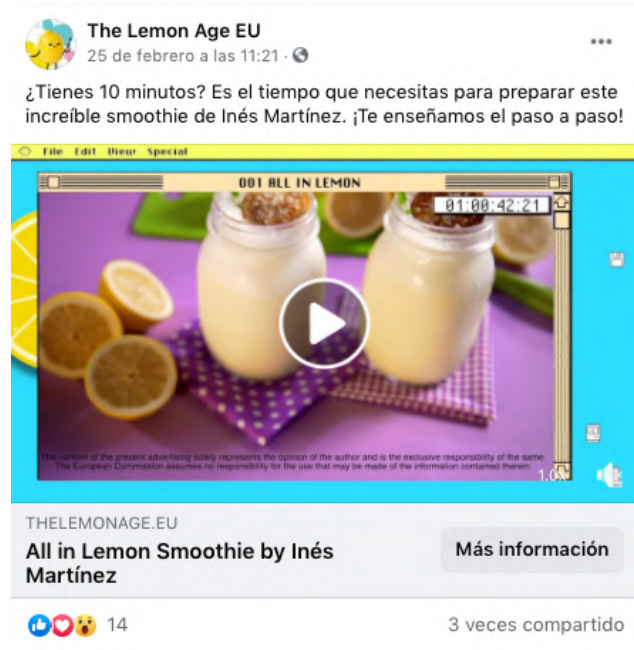 The Lemon Age EU
25 de febrero a las 11:21 ·
¿Tienes 10 minutos? Es el tiempo que necesitas para preparar este
increíble smoothie de Inés Martínez. ¡Te enseñamos el paso a paso!
File Edit View Special
001 ALL IN LEMON
01:00:42:21
The content of the present advertising solely represents the opinion of the author and is the exclusive responsibility of the same.
The European Commission assumes no responsibility for the use that may be made of the information contained therein.
THELEMONAGE.EU
All in Lemon Smoothie by Inés
Martínez
Más información
14
3 veces compartido